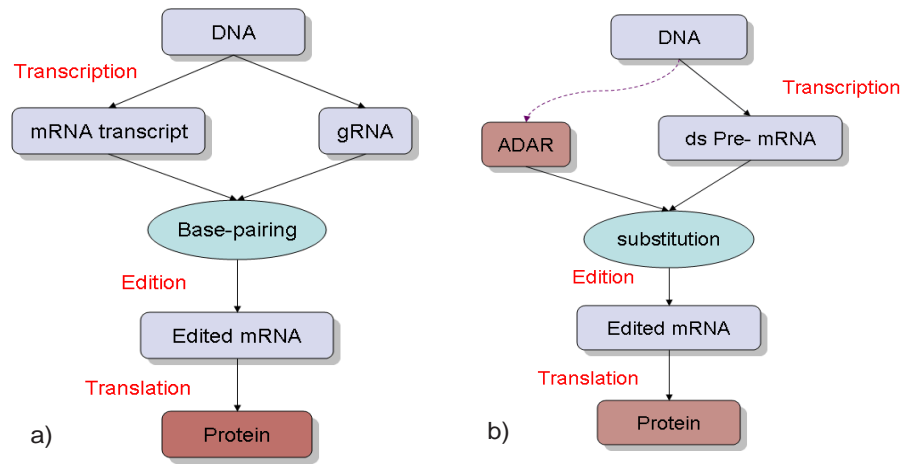 DNA
Transcription
mRNA transcript
gRNA
Base-pairing
Edition
Edited mRNA
Translation
Protein
a)
DNA
Transcription
ADAR
ds Pre- mRNA
substitution
Edition
Edited mRNA
Translation
Protein
b)